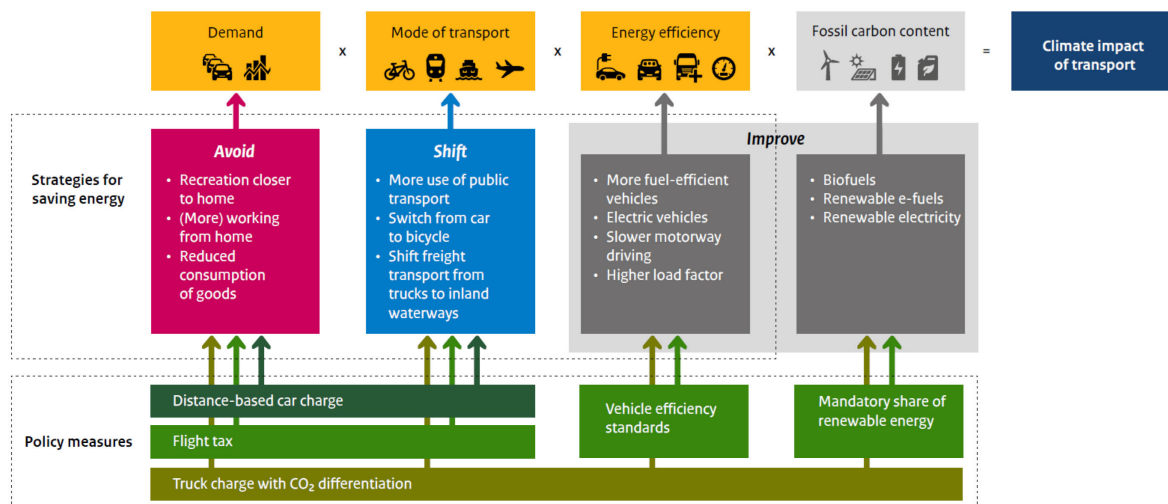 Demand
x
Mode of transport
x
Energy efficiency
x
Fossil carbon content
=
Climate impact
of transport
Strategies for
saving energy
Avoid
• Recreation closer
to home
• (More) working
from home
• Reduced
consumption
of goods
Shift
• More use of public
transport
• Switch from car
to bicycle
• Shift freight
transport from
trucks to inland
waterways
Improve
• More fuel-efficient
vehicles
• Electric vehicles
• Slower motorway
driving
• Higher load factor
• Biofuels
• Renewable e-fuels
• Renewable electricity
Policy measures
Distance-based car charge
Flight tax
Truck charge with CO₂ differentiation
Vehicle efficiency
standards
Mandatory share of
renewable energy